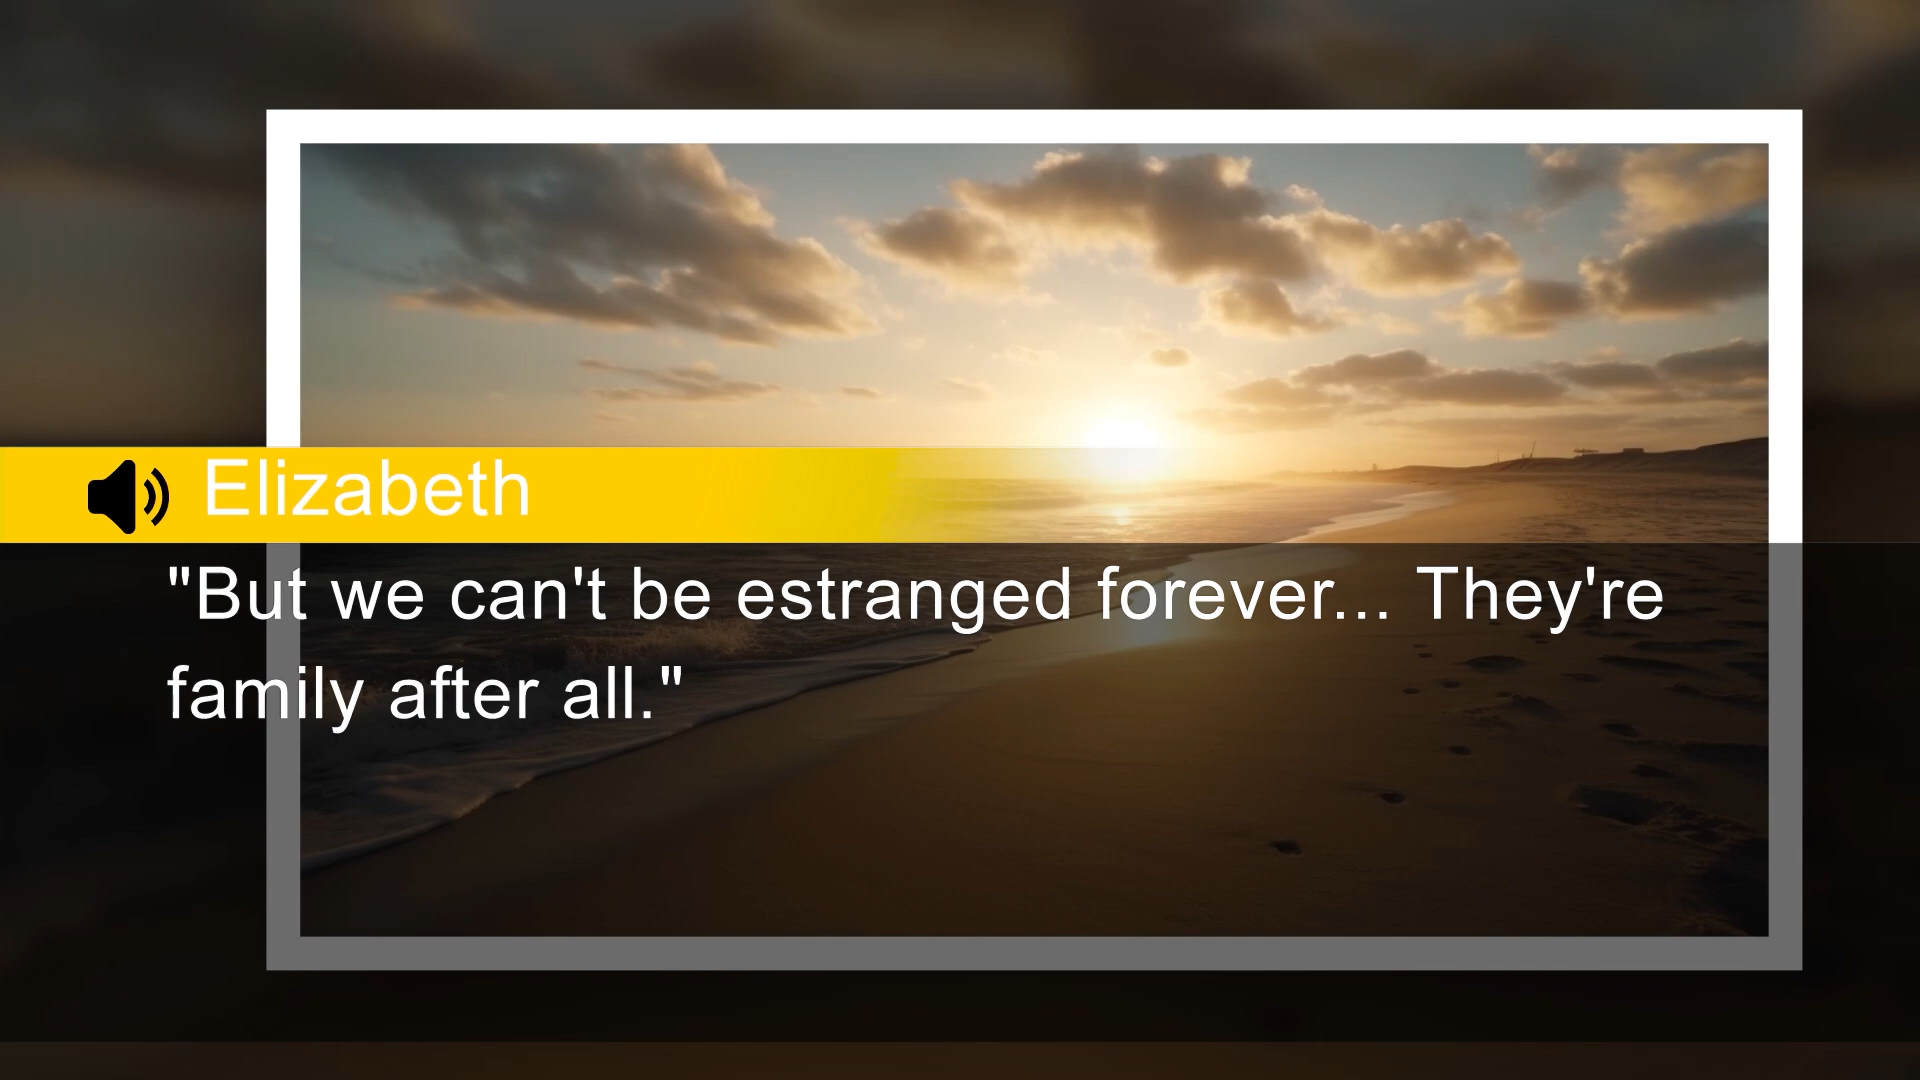 Elizabeth
"But we can't be estranged forever... They're
family after all."